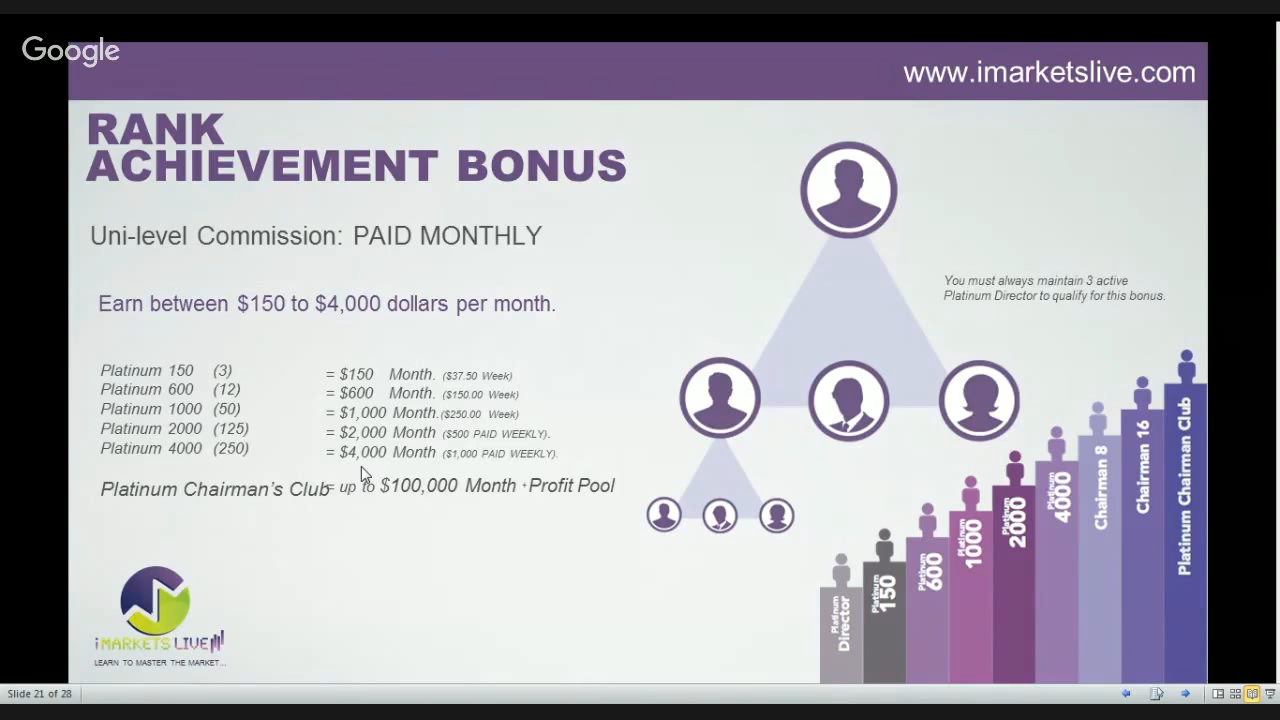 Google
www.imarketslive.com
RANK
ACHIEVEMENT BONUS
Uni-level Commission: PAID MONTHLY
Earn between $150 to $4,000 dollars per month.
You must always maintain 3 active
Platinum Director to qualify for this bonus.
Platinum 150 (3) = $150 Month. ($37.50 Week)
Platinum 600 (12) = $600 Month. ($150.00 Week)
Platinum 1000 (50) = $1,000 Month.($250.00 Week)
Platinum 2000 (125) = $2,000 Month ($500 PAID WEEKLY).
Platinum 4000 (250) = $4,000 Month ($1,000 PAID WEEKLY).
Platinum Chairman's Club = up to $100,000 Month + Profit Pool
Platinum
Director
Platinum
150
Platinum
600
Platinum
1000
Platinum
2000
Platinum
4000
Chairman 8
Chairman 16
Platinum Chairman Club
iMARKETS LIVE
LEARN TO MASTER THE MARKET...
Slide 21 of 28